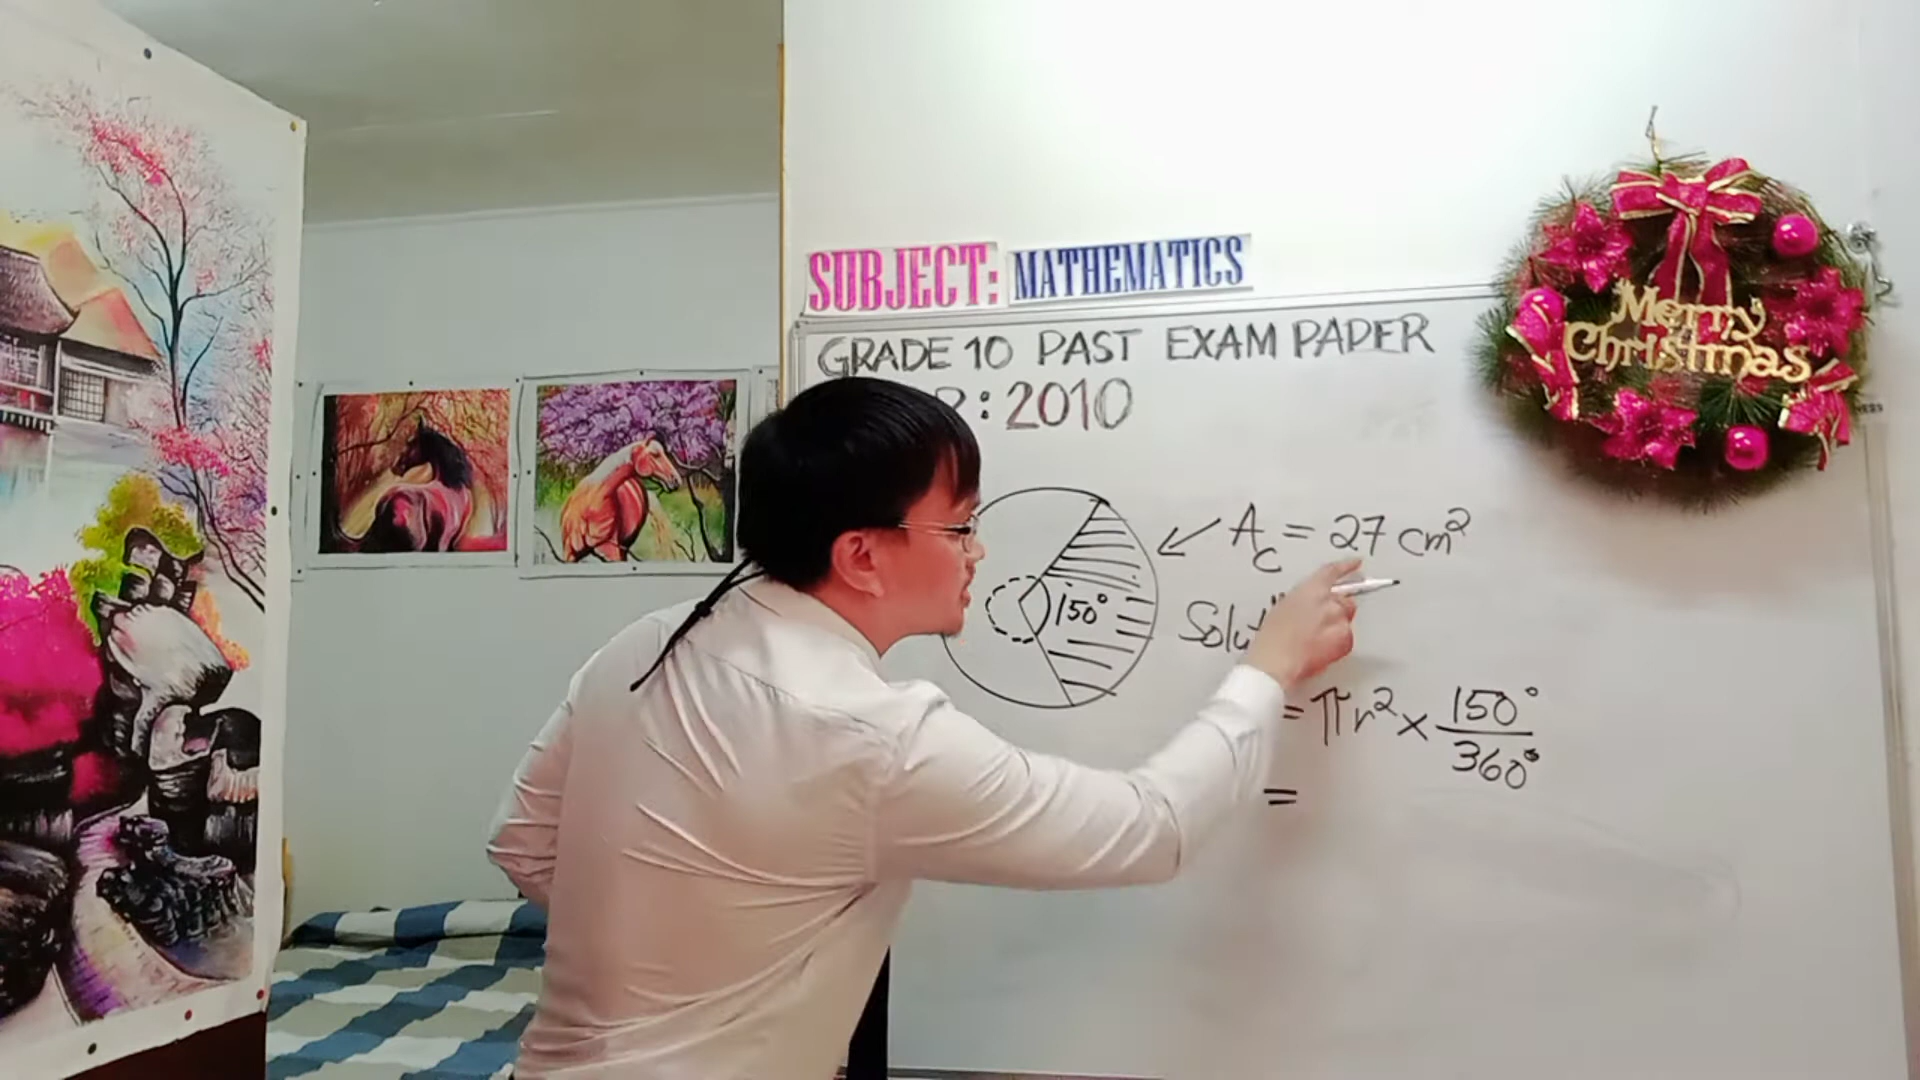 SUBJECT: MATHEMATICS
GRADE 10 PAST EXAM PAPER
: 2010
Merry
Christmas
A_C = 27 cm²
150°
= πr² × 150°/360°
=